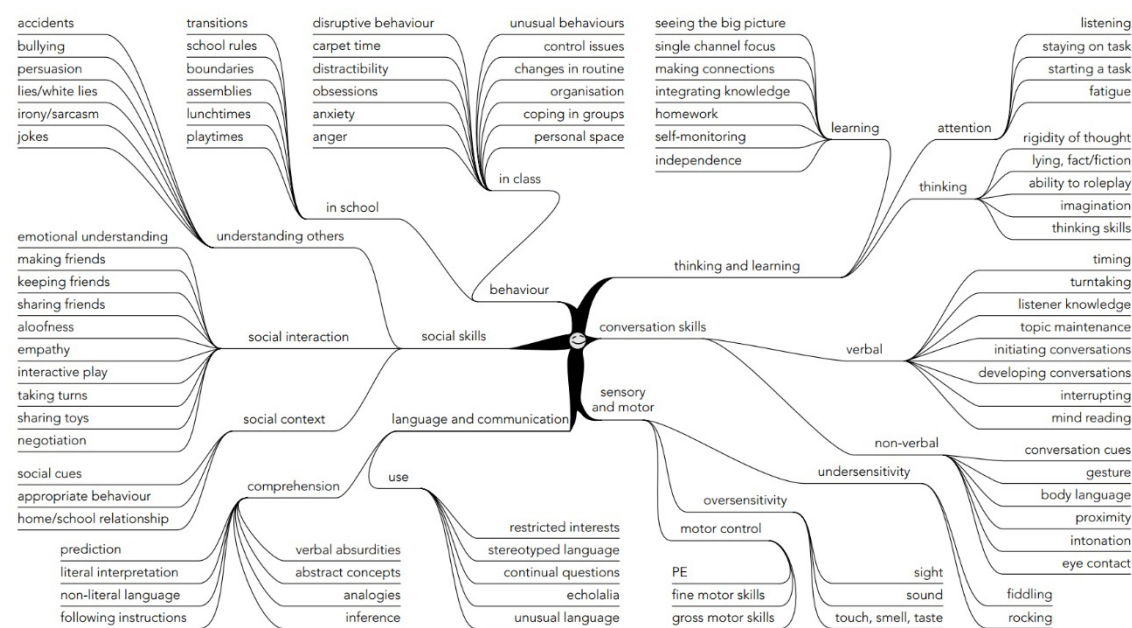 accidents
bullying
persuasion
lies/white lies
irony/sarcasm
jokes
transitions
school rules
boundaries
assemblies
lunchtimes
playtimes
disruptive behaviour
carpet time
distractibility
obsessions
anxiety
anger
unusual behaviours
control issues
changes in routine
organisation
coping in groups
personal space
in class
in school
understanding others
behaviour
emotional understanding
making friends
keeping friends
sharing friends
aloofness
empathy
interactive play
taking turns
sharing toys
negotiation
social interaction
social skills
social context
social cues
appropriate behaviour
home/school relationship
language and communication
comprehension
use
prediction
literal interpretation
non-literal language
following instructions
verbal absurdities
abstract concepts
analogies
inference
restricted interests
stereotyped language
continual questions
echolalia
unusual language
seeing the big picture
single channel focus
making connections
integrating knowledge
homework
self-monitoring
independence
learning
attention
listening
staying on task
starting a task
fatigue
thinking
rigidity of thought
lying, fact/fiction
ability to roleplay
imagination
thinking skills
thinking and learning
conversation skills
verbal
timing
turntaking
listener knowledge
topic maintenance
initiating conversations
developing conversations
interrupting
mind reading
non-verbal
conversation cues
gesture
body language
proximity
intonation
eye contact
sensory
and motor
undersensitivity
fiddling
rocking
oversensitivity
sight
sound
touch, smell, taste
motor control
PE
fine motor skills
gross motor skills